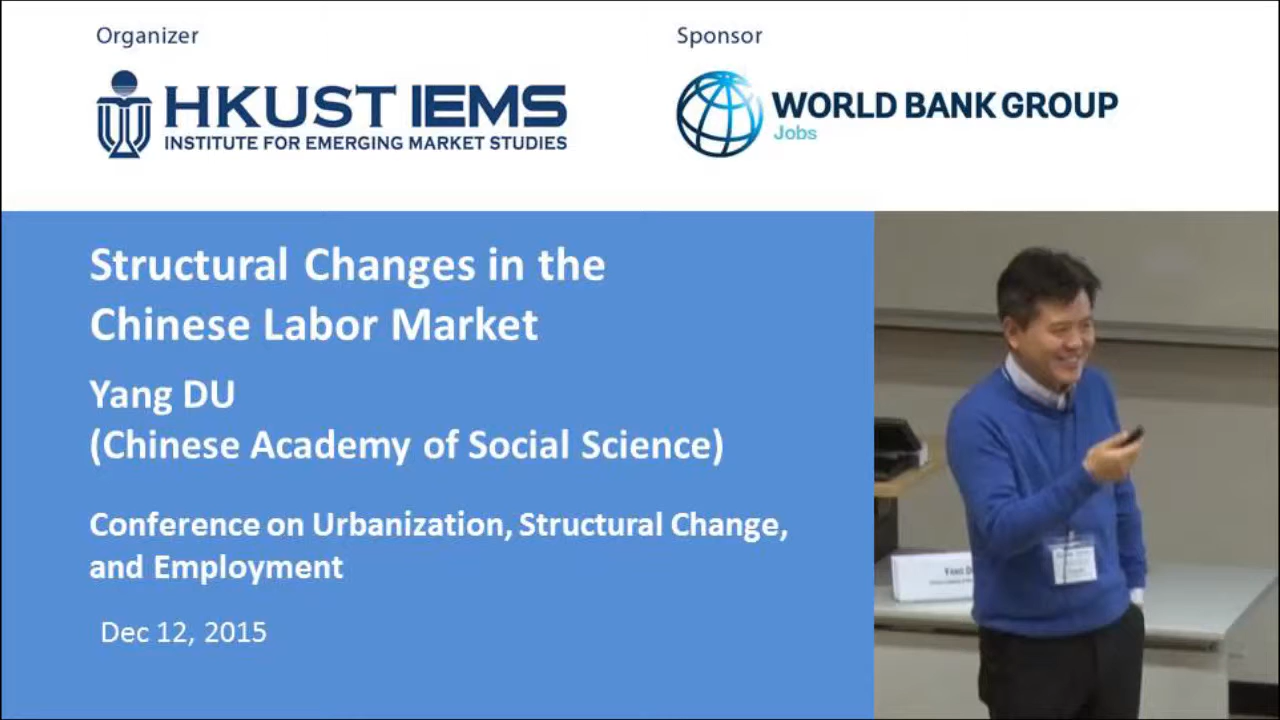 Organizer
Sponsor
HKUST IEMS
INSTITUTE FOR EMERGING MARKET STUDIES
WORLD BANK GROUP
Jobs
Structural Changes in the
Chinese Labor Market
Yang DU
(Chinese Academy of Social Science)
Conference on Urbanization, Structural Change,
and Employment
Dec 12, 2015